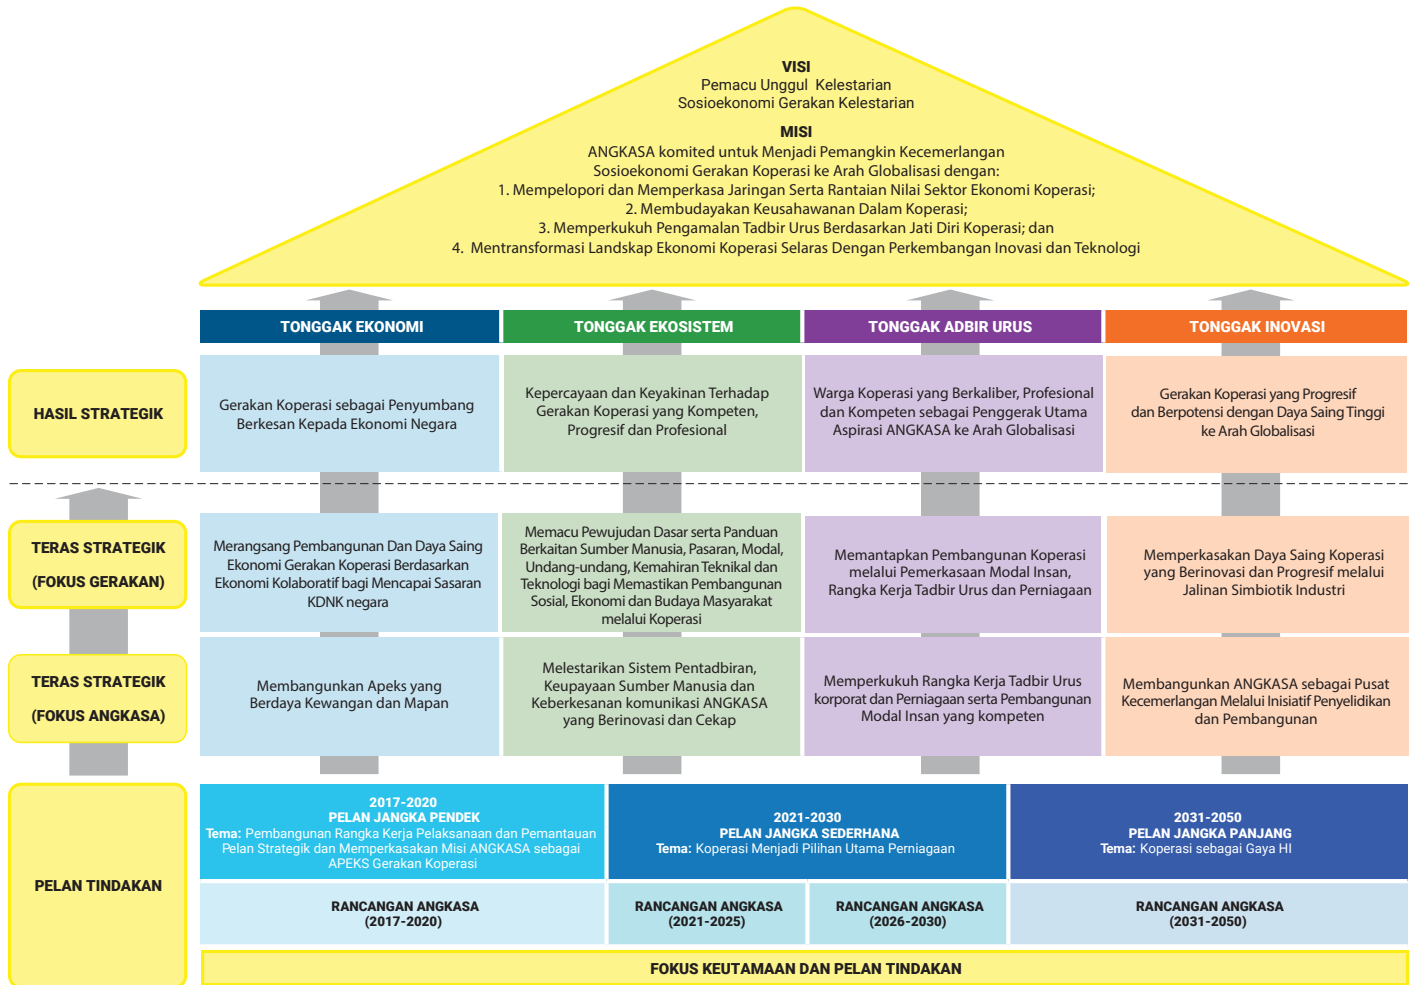 VISI
Pemacu Unggul Kelestarian
Sosioekonomi Gerakan Kelestarian
MISI
ANGKASA komited untuk Menjadi Pemangkin Kecemerlangan
Sosioekonomi Gerakan Koperasi ke Arah Globalisasi dengan:
1. Mempelopori dan Memperkasa Jaringan Serta Rantaian Nilai Sektor Ekonomi Koperasi;
2. Membudayakan Keusahawanan Dalam Koperasi;
3. Memperkukuh Pengamalan Tadbir Urus Berdasarkan Jati Diri Koperasi; dan
4. Mentransformasi Landskap Ekonomi Koperasi Selaras Dengan Perkembangan Inovasi dan Teknologi
TONGGAK EKONOMI
TONGGAK EKOSISTEM
TONGGAK ADBIR URUS
TONGGAK INOVASI
HASIL STRATEGIK
Gerakan Koperasi sebagai Penyumbang
Berkesan Kepada Ekonomi Negara
Kepercayaan dan Keyakinan Terhadap
Gerakan Koperasi yang Kompeten,
Progresif dan Profesional
Warga Koperasi yang Berkaliber, Profesional
dan Kompeten sebagai Penggerak Utama
Aspirasi ANGKASA ke Arah Globalisasi
Gerakan Koperasi yang Progresif
dan Berpotensi dengan Daya Saing Tinggi
ke Arah Globalisasi
TERAS STRATEGIK
(FOKUS GERAKAN)
Merangsang Pembangunan Dan Daya Saing
Ekonomi Gerakan Koperasi Berdasarkan
Ekonomi Kolaboratif bagi Mencapai Sasaran
KDNK negara
Memacu Pewujudan Dasar serta Panduan
Berkaitan Sumber Manusia, Pasaran, Modal,
Undang-undang, Kemahiran Teknikal dan
Teknologi bagi Memastikan Pembangunan
Sosial, Ekonomi dan Budaya Masyarakat
melalui Koperasi
Memantapkan Pembangunan Koperasi
melalui Pemerkasaan Modal Insan,
Rangka Kerja Tadbir Urus dan Perniagaan
Memperkasakan Daya Saing Koperasi
yang Berinovasi dan Progresif melalui
Jalinan Simbiotik Industri
TERAS STRATEGIK
(FOKUS ANGKASA)
Membangunkan Apeks yang
Berdaya Kewangan dan Mapan
Melestarikan Sistem Pentadbiran,
Keupayaan Sumber Manusia dan
Keberkesanan komunikasi ANGKASA
yang Berinovasi dan Cekap
Memperkukuh Rangka Kerja Tadbir Urus
korporat dan Perniagaan serta Pembangunan
Modal Insan yang kompeten
Membangunkan ANGKASA sebagai Pusat
Kecemerlangan Melalui Inisiatif Penyelidikan
dan Pembangunan
PELAN TINDAKAN
2017-2020
PELAN JANGKA PENDEK
Tema: Pembangunan Rangka Kerja Pelaksanaan dan Pemantauan
Pelan Strategik dan Memperkasakan Misi ANGKASA sebagai
APEKS Gerakan Koperasi
2021-2030
PELAN JANGKA SEDERHANA
Tema: Koperasi Menjadi Pilihan Utama Perniagaan
2031-2050
PELAN JANGKA PANJANG
Tema: Koperasi sebagai Gaya HI
RANCANGAN ANGKASA
(2017-2020)
RANCANGAN ANGKASA
(2021-2025)
RANCANGAN ANGKASA
(2026-2030)
RANCANGAN ANGKASA
(2031-2050)
FOKUS KEUTAMAAN DAN PELAN TINDAKAN